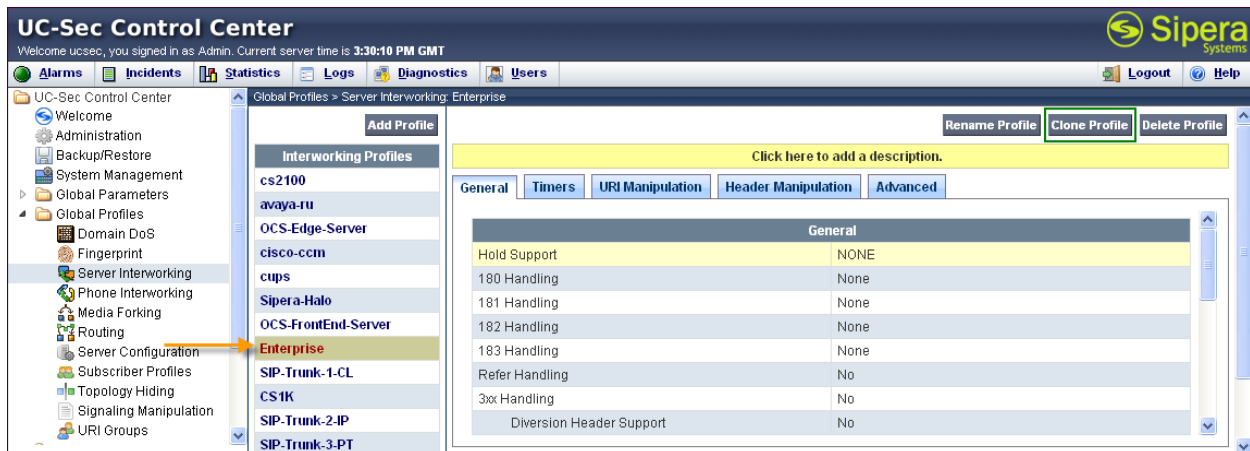 UC-Sec Control Center
Welcome ucsec, you signed in as Admin. Current server time is 3:30:10 PM GMT
Sipera
Systems
Alarms Incidents Statistics Logs Diagnostics Users Logout Help
UC-Sec Control Center
Welcome
Administration
Backup/Restore
System Management
Global Parameters
Global Profiles
Domain DoS
Fingerprint
Server Interworking
Phone Interworking
Media Forking
Routing
Server Configuration
Subscriber Profiles
Topology Hiding
Signaling Manipulation
URI Groups
Global Profiles > Server Interworking: Enterprise
Add Profile
Interworking Profiles
cs2100
avaya-ru
OCS-Edge-Server
cisco-ccm
cups
Sipera-Halo
OCS-FrontEnd-Server
Enterprise
SIP-Trunk-1-CL
CS1K
SIP-Trunk-2-IP
SIP-Trunk-3-PT
Rename Profile Clone Profile Delete Profile
Click here to add a description.
General Timers URI Manipulation Header Manipulation Advanced
General
Hold Support NONE
180 Handling None
181 Handling None
182 Handling None
183 Handling None
Refer Handling No
3xx Handling No
Diversion Header Support No